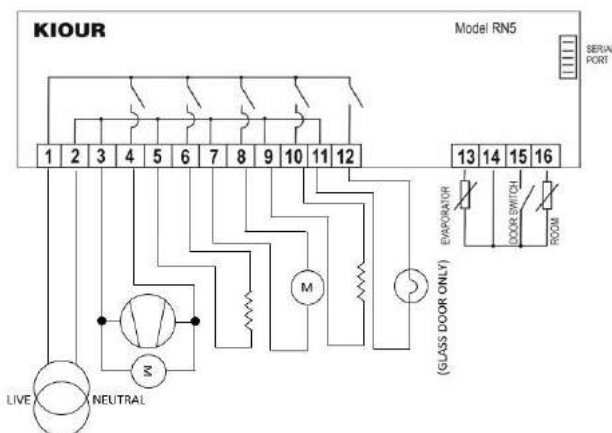 KIOUR
Model RN5
SERIAL
PORT
1 2 3 4 5 6 7 8 9 10 11 12
13 14 15 16
EVAPORATOR
DOOR SWITCH
ROOM
M
M
(GLASS DOOR ONLY)
LIVE
NEUTRAL